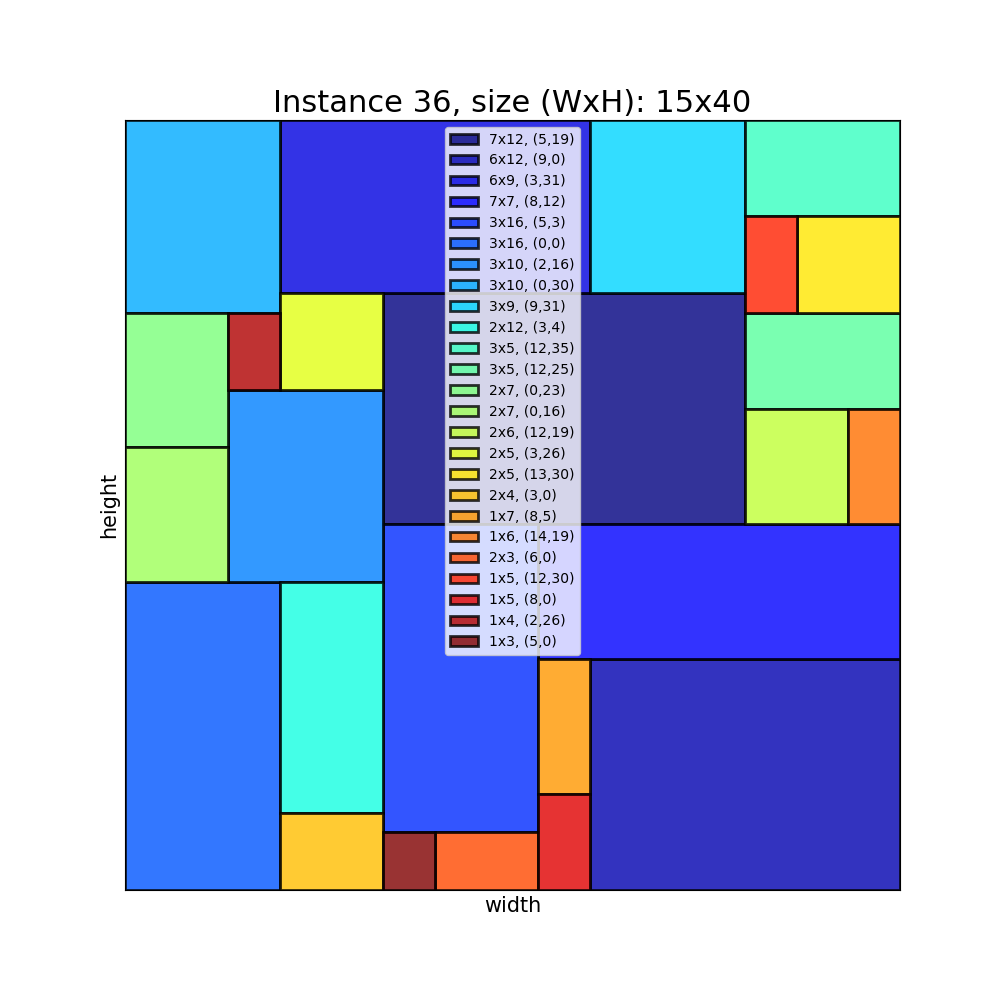 Instance 36, size (WxH): 15x40
7x12, (5,19)
6x12, (9,0)
6x9, (3,31)
7x7, (8,12)
3x16, (5,3)
3x16, (0,0)
3x10, (2,16)
3x10, (0,30)
3x9, (9,31)
2x12, (3,4)
3x5, (12,35)
3x5, (12,25)
2x7, (0,23)
2x7, (0,16)
2x6, (12,19)
2x5, (3,26)
2x5, (13,30)
2x4, (3,0)
1x7, (8,5)
1x6, (14,19)
2x3, (6,0)
1x5, (12,30)
1x5, (8,0)
1x4, (2,26)
1x3, (5,0)
height
width